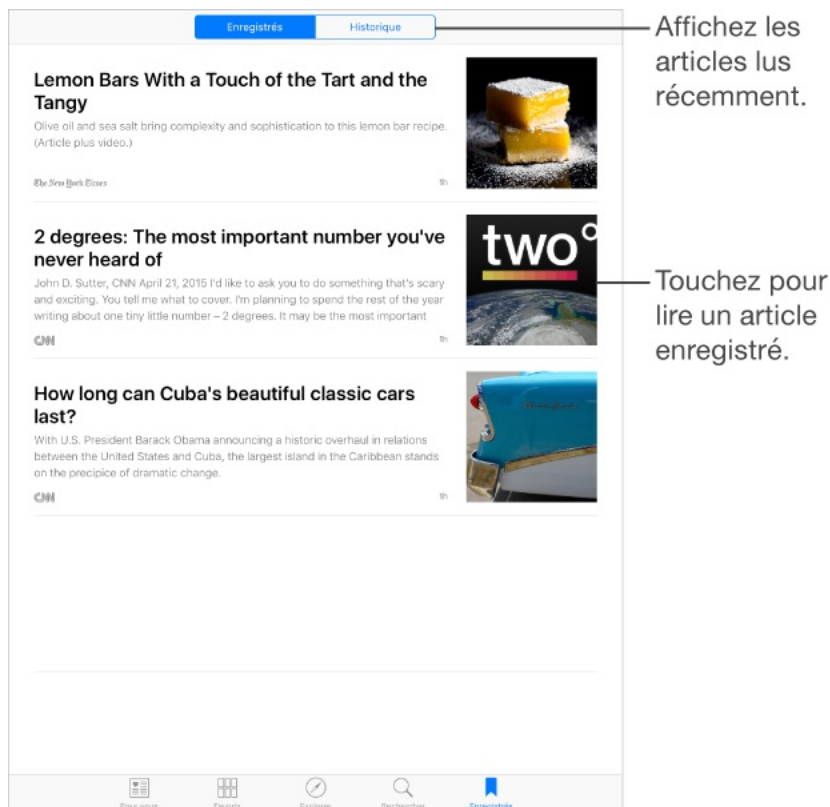 Enregistrés Historique
Affichez les
articles lus
récemment.
Lemon Bars With a Touch of the Tart and the
Tangy
Olive oil and sea salt bring complexity and sophistication to this lemon bar recipe.
(Article plus video.)
The New York Times 1h
2 degrees: The most important number you've
never heard of
John D. Sutter, CNN April 21, 2015 I'd like to ask you to do something that's scary
and exciting. You tell me what to cover. I'm planning to spend the rest of the year
writing about one tiny little number – 2 degrees. It may be the most important
CNN 1h
two°
Touchez pour
lire un article
enregistré.
How long can Cuba's beautiful classic cars
last?
With U.S. President Barack Obama announcing a historic overhaul in relations
between the United States and Cuba, the largest island in the Caribbean stands
on the precipice of dramatic change.
CNN 1h
Pour vous Favoris Explorer Rechercher Enregistrés